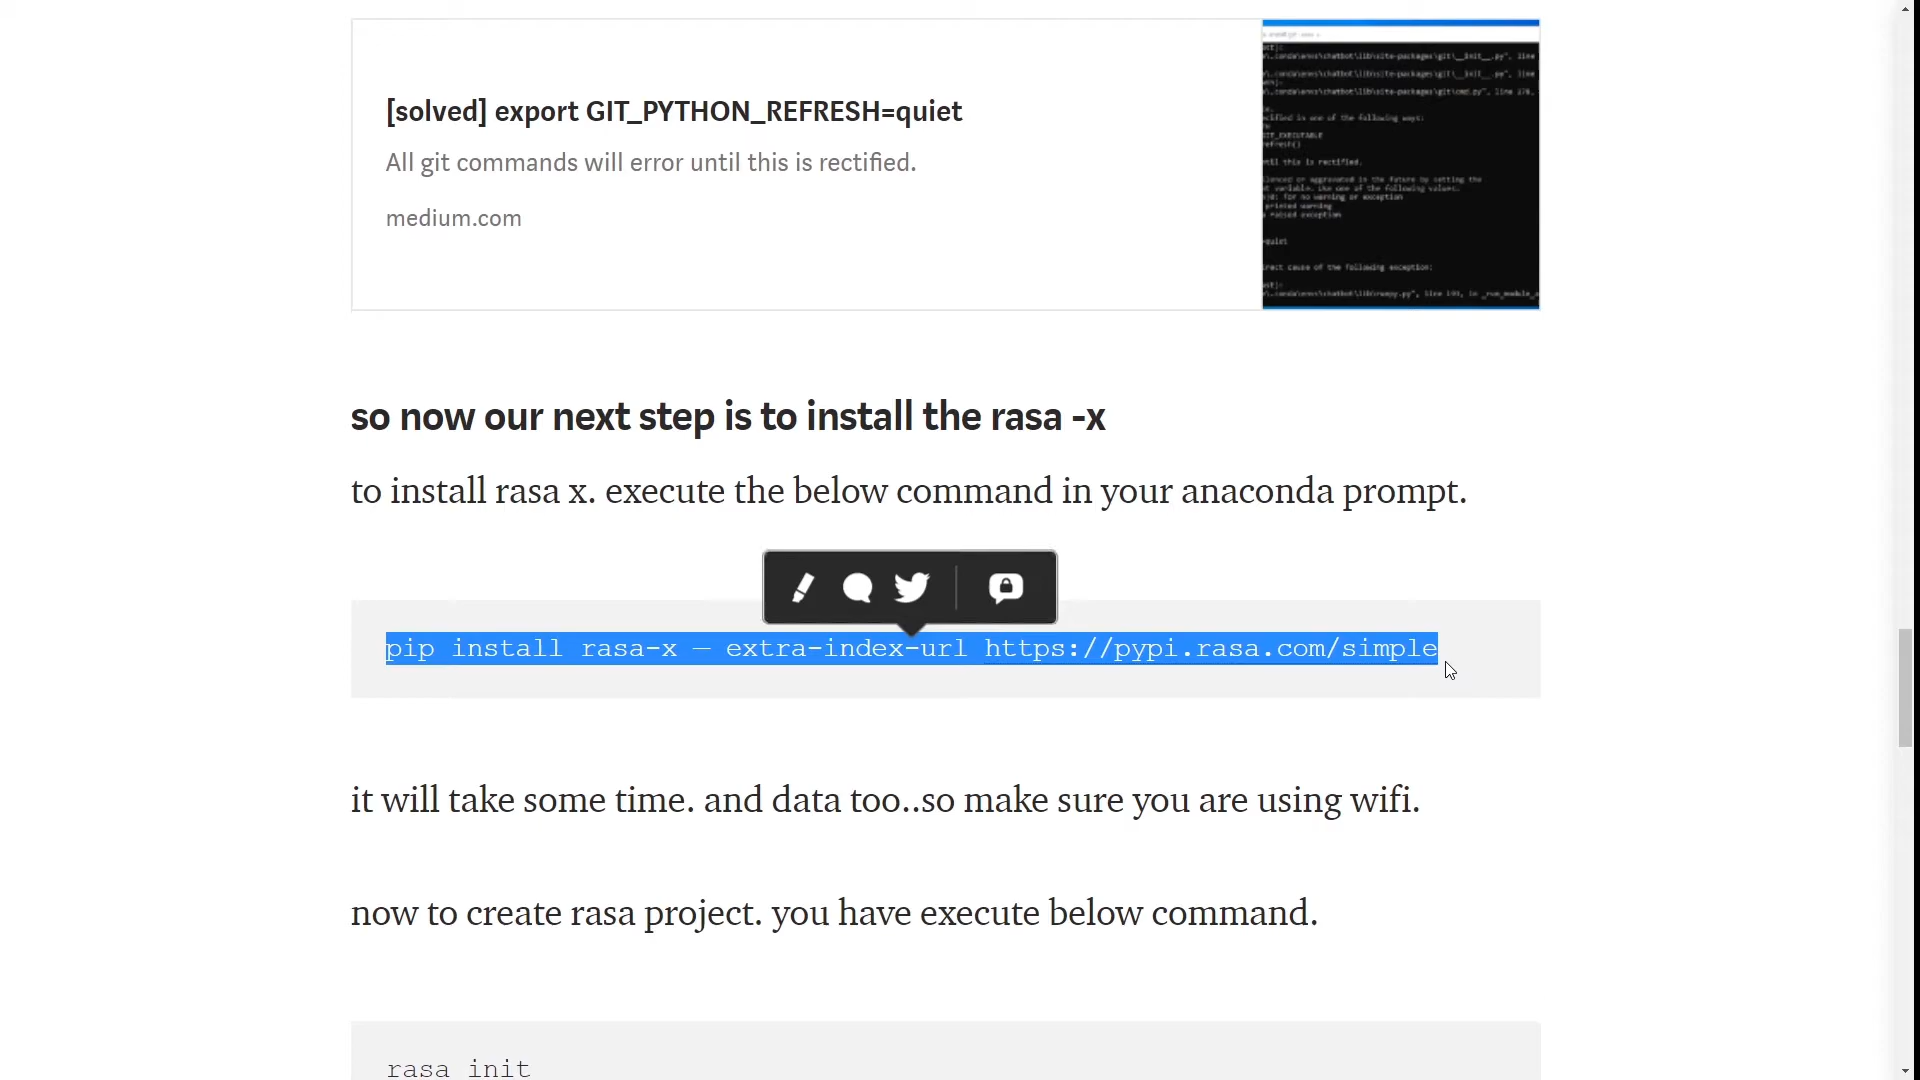 [solved] export GIT_PYTHON_REFRESH=quiet
All git commands will error until this is rectified.
medium.com
so now our next step is to install the rasa -x
to install rasa x. execute the below command in your anaconda prompt.
pip install rasa-x — extra-index-url https://pypi.rasa.com/simple
it will take some time. and data too..so make sure you are using wifi.
now to create rasa project. you have execute below command.
rasa init